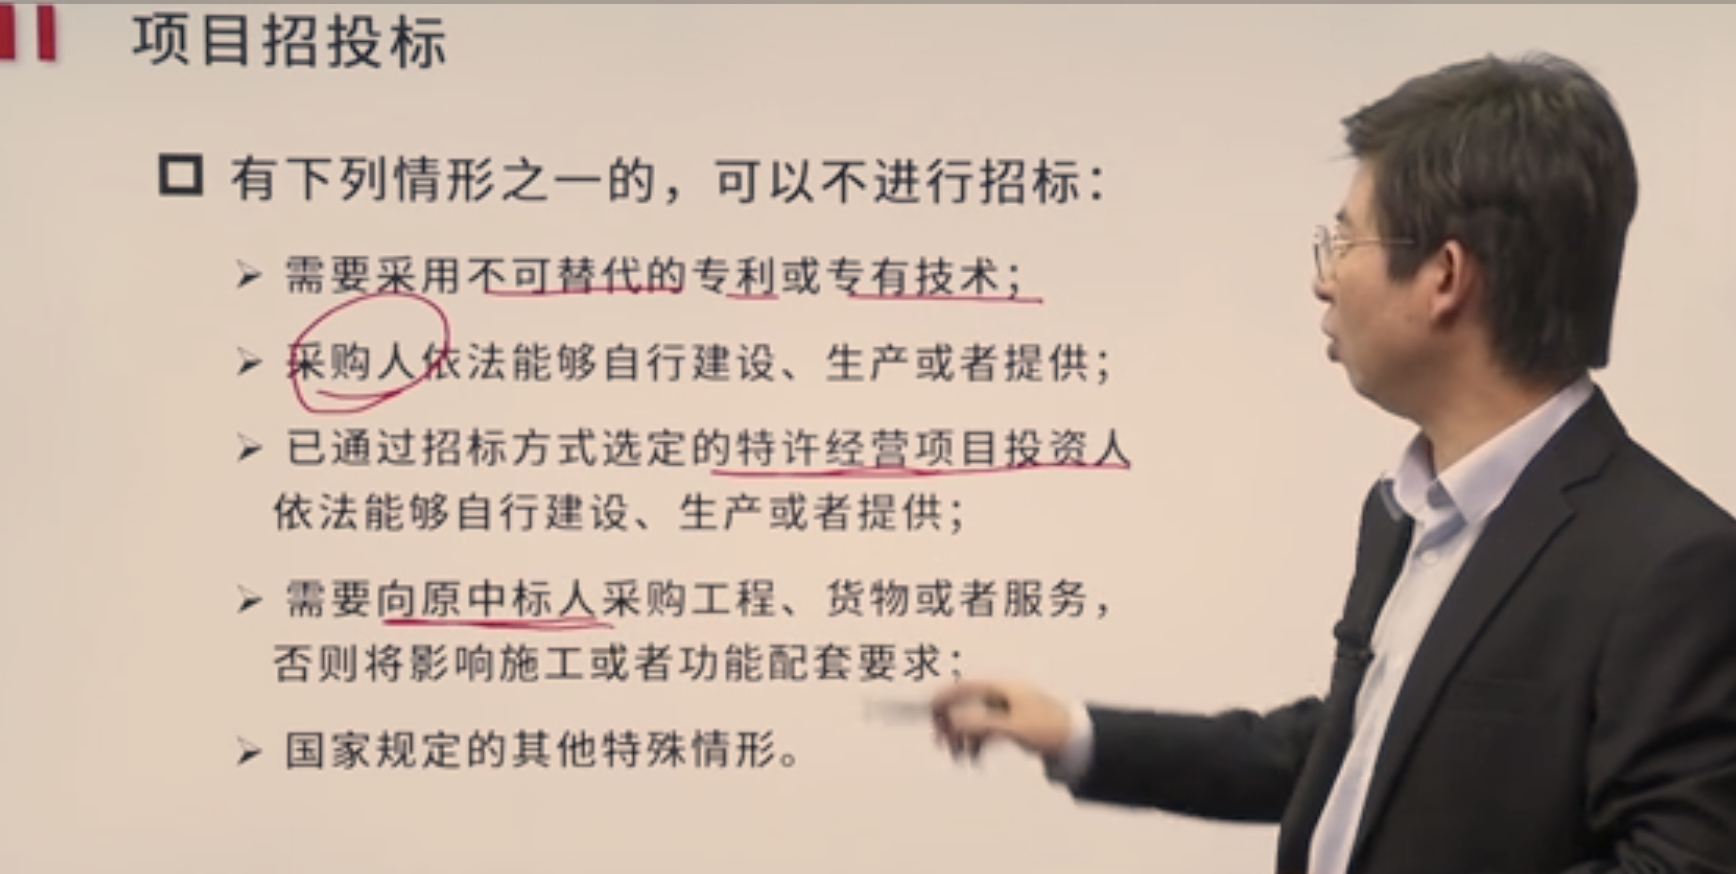 项目招投标
有下列情形之一的，可以不进行招标：
需要采用不可替代的专利或专有技术；
采购人依法能够自行建设、生产或者提供；
已通过招标方式选定的特许经营项目投资人
依法能够自行建设、生产或者提供；
需要向原中标人采购工程、货物或者服务，
否则将影响施工或者功能配套要求；
国家规定的其他特殊情形。